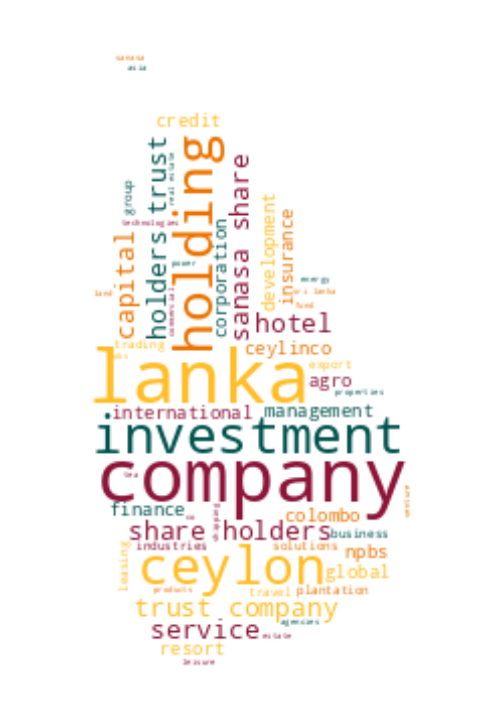 sanasa
asia
credit
holding
holders trust
real estate
sanasa share
group
technologies
development
insurance
corporation
capital
power
energy
sri lanka
land
commercial
fund
hotel
trading
ceylinco
lanka
export
agro
properties
international
management
investment
company
tea
finance
colombo
share holders
business
industries
solutions
npbs
leasing
ceylon
global
products
travel
plantation
trust company
agencies
service
estate
resort
leisure